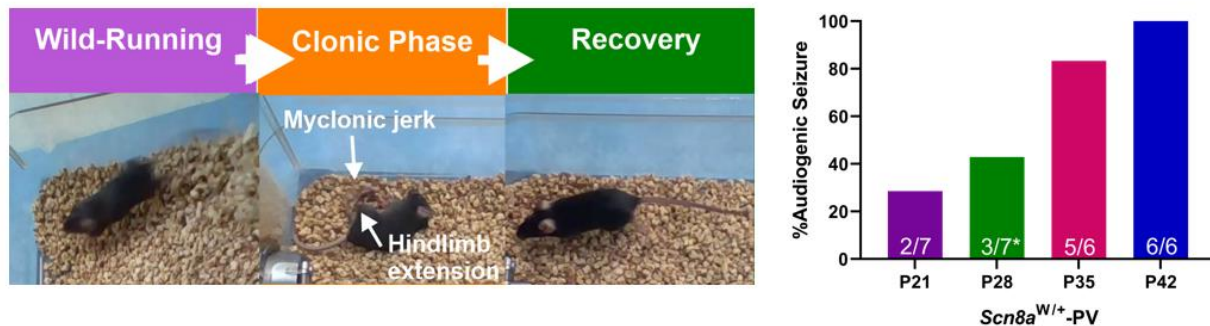 Wild-Running
Clonic Phase
Recovery
Myclonic jerk
Hindlimb
extension
%Audiogenic Seizure
100
80
60
40
20
0
2/7
3/7*
5/6
6/6
P21
P28
P35
P42
Scn8aW/+-PV